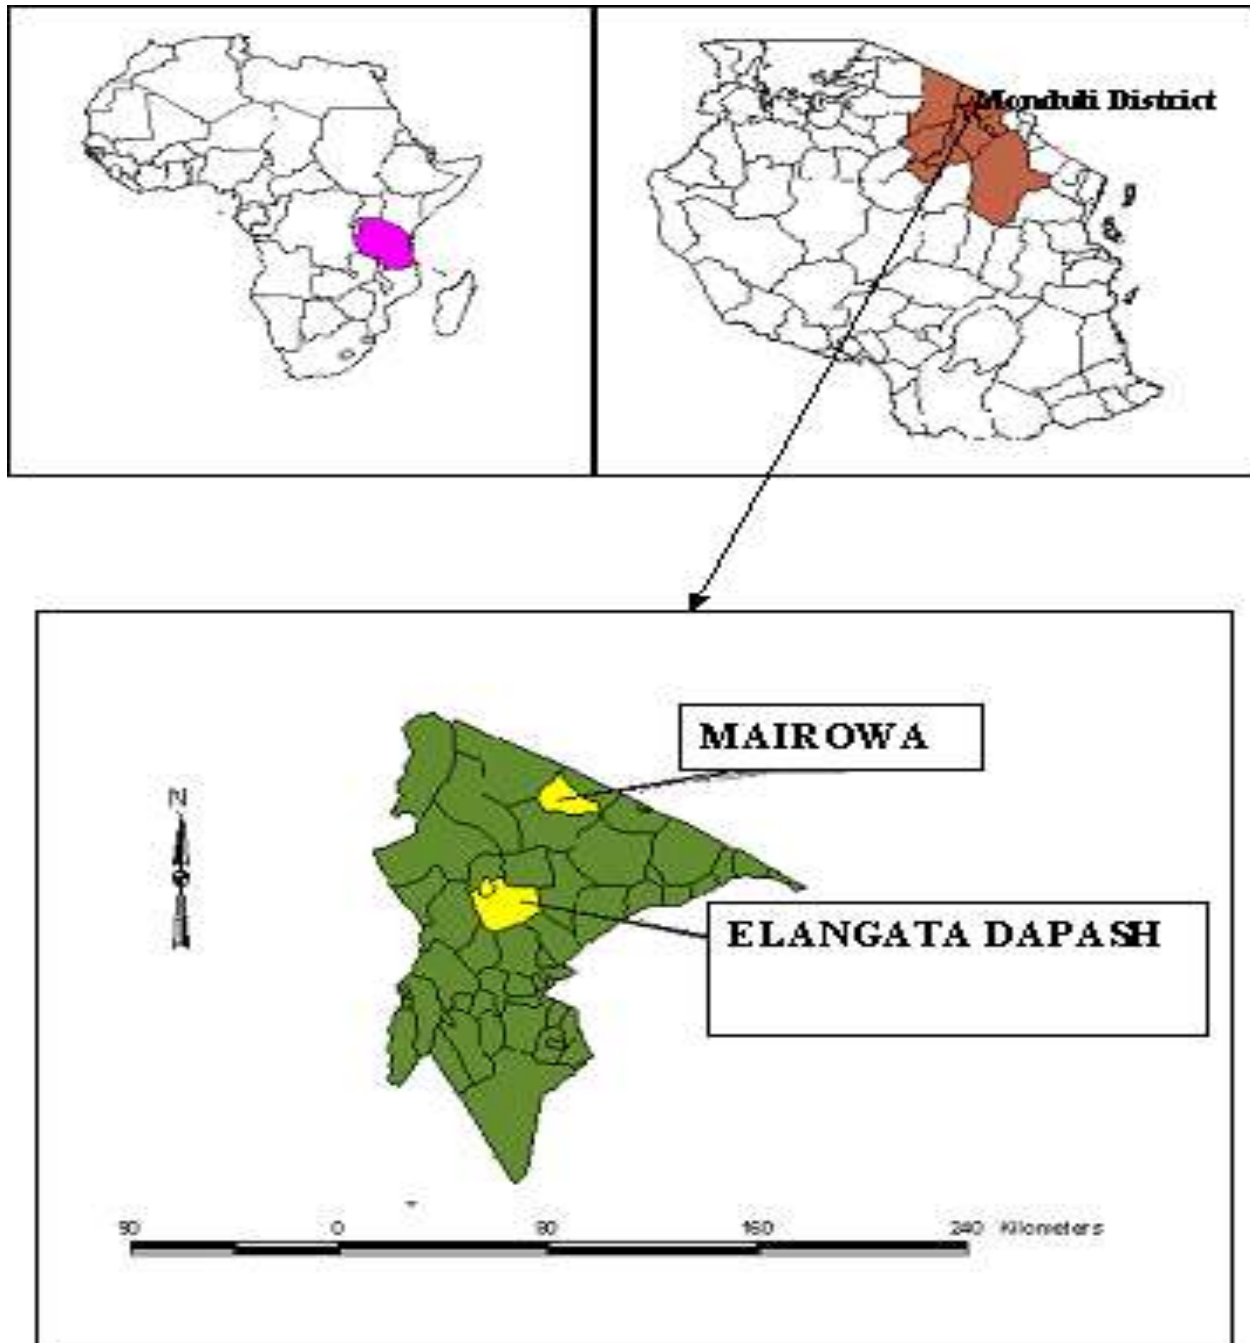 Monduli District
MAIROWA
ELANGATA DAPASH
N
80 0 80 160 240 Kilometers